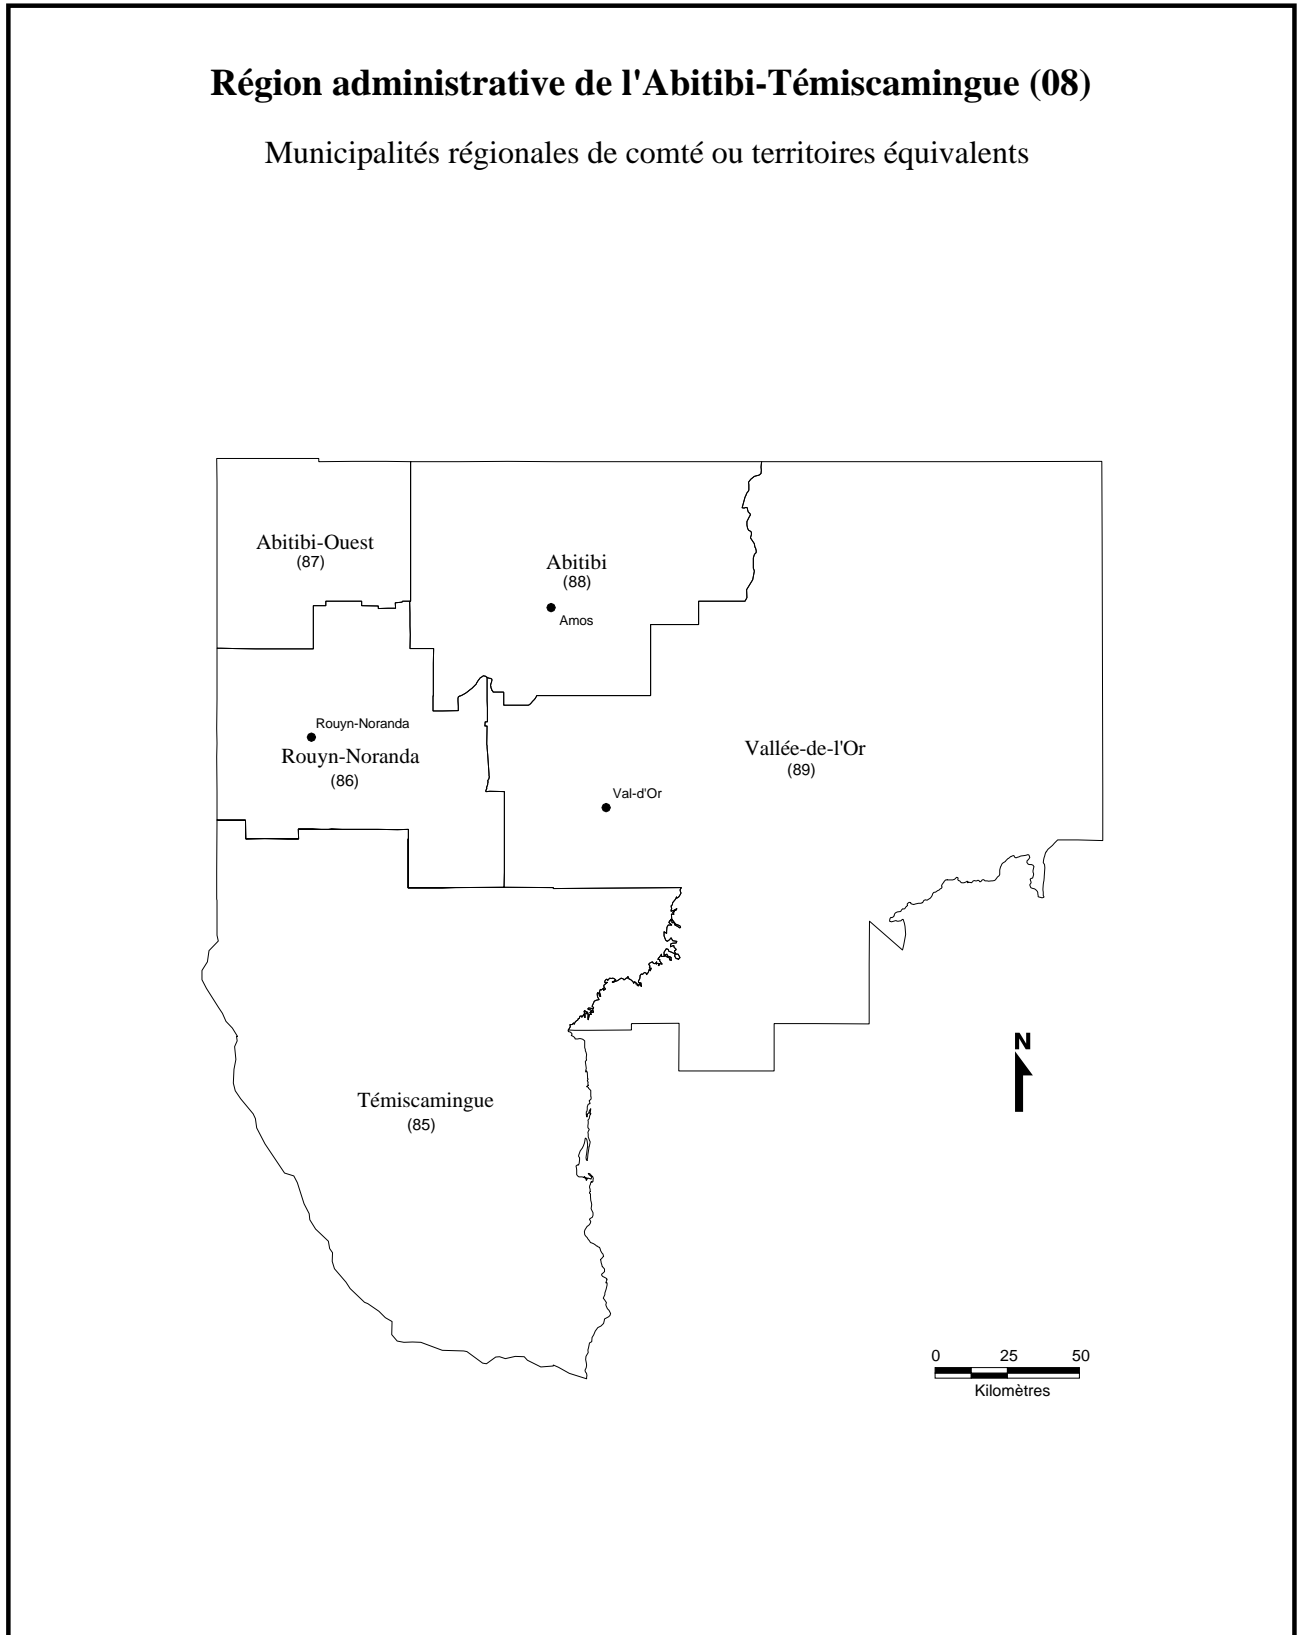 Région administrative de l'Abitibi-Témiscamingue (08)
Municipalités régionales de comté ou territoires équivalents
Abitibi-Ouest
(87)
Abitibi
(88)
Amos
Rouyn-Noranda
Rouyn-Noranda
(86)
Vallée-de-l'Or
(89)
Val-d'Or
N
Témiscamingue
(85)
0 25 50
Kilomètres